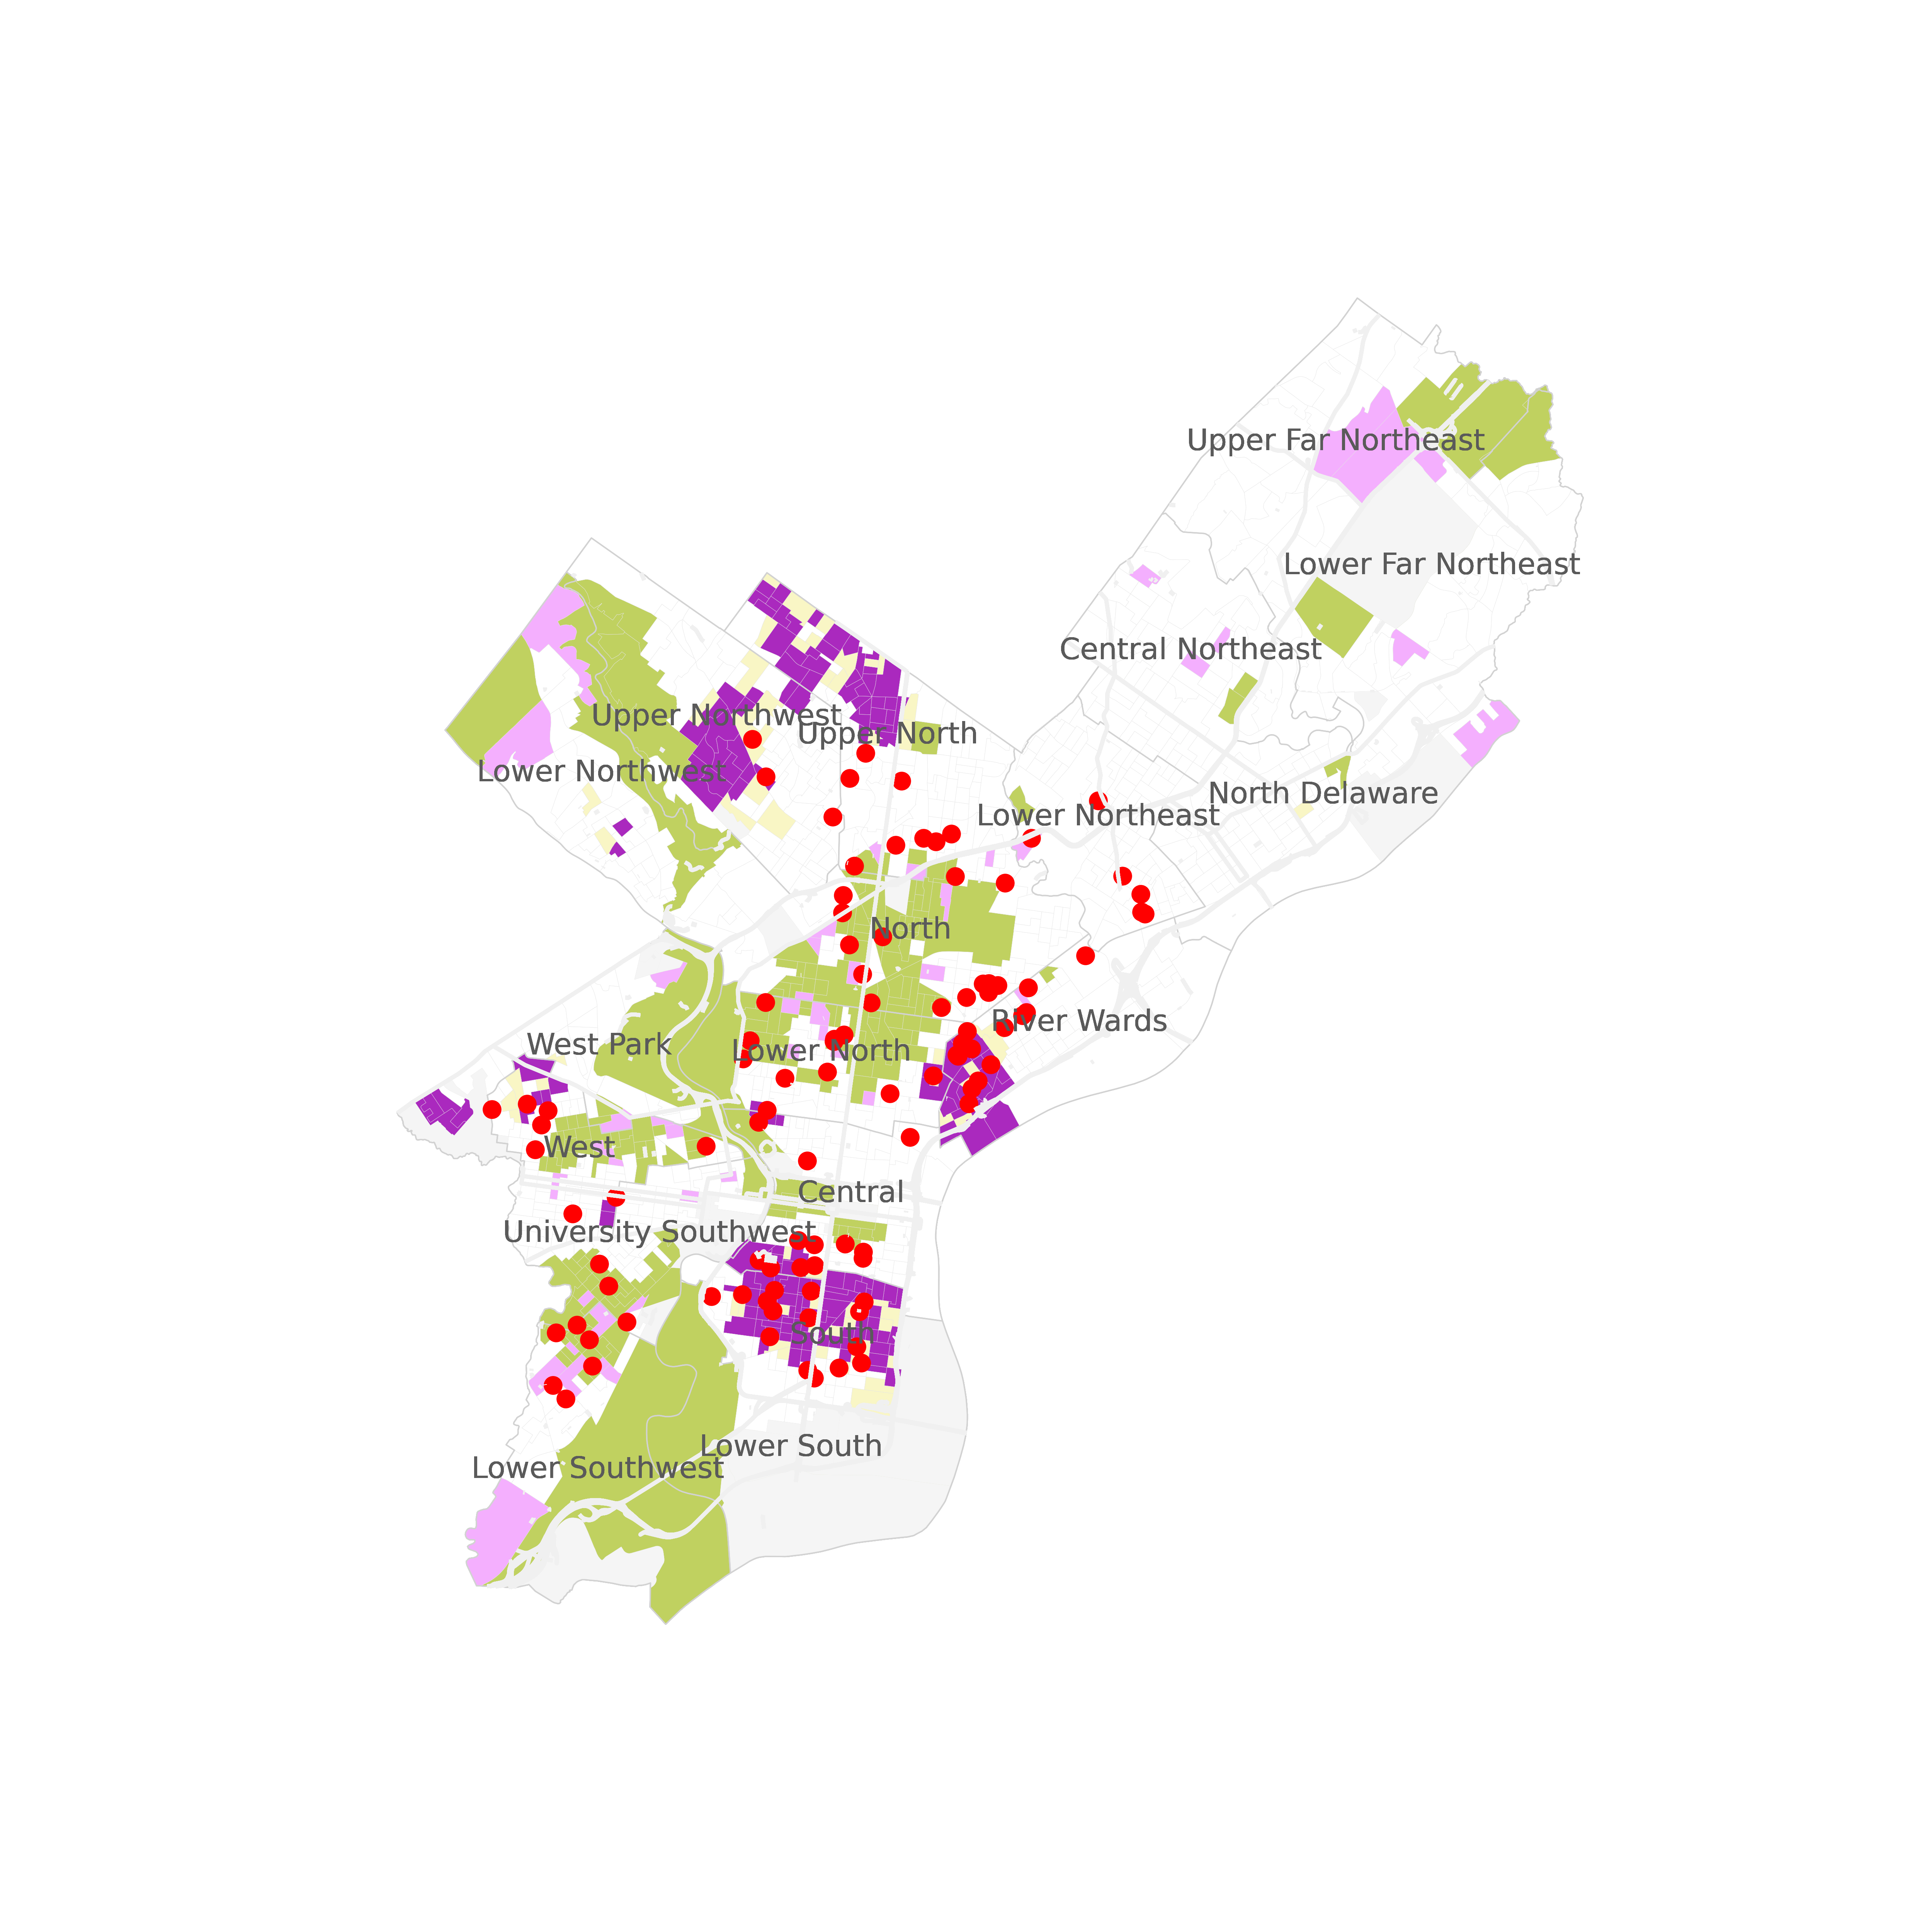 Upper Far Northeast
Lower Far Northeast
Central Northeast
Upper Northwest
Upper North
Lower Northwest
North Delaware
Lower Northeast
North
River Wards
West Park
Lower North
West
Central
University Southwest
South
Lower South
Lower Southwest